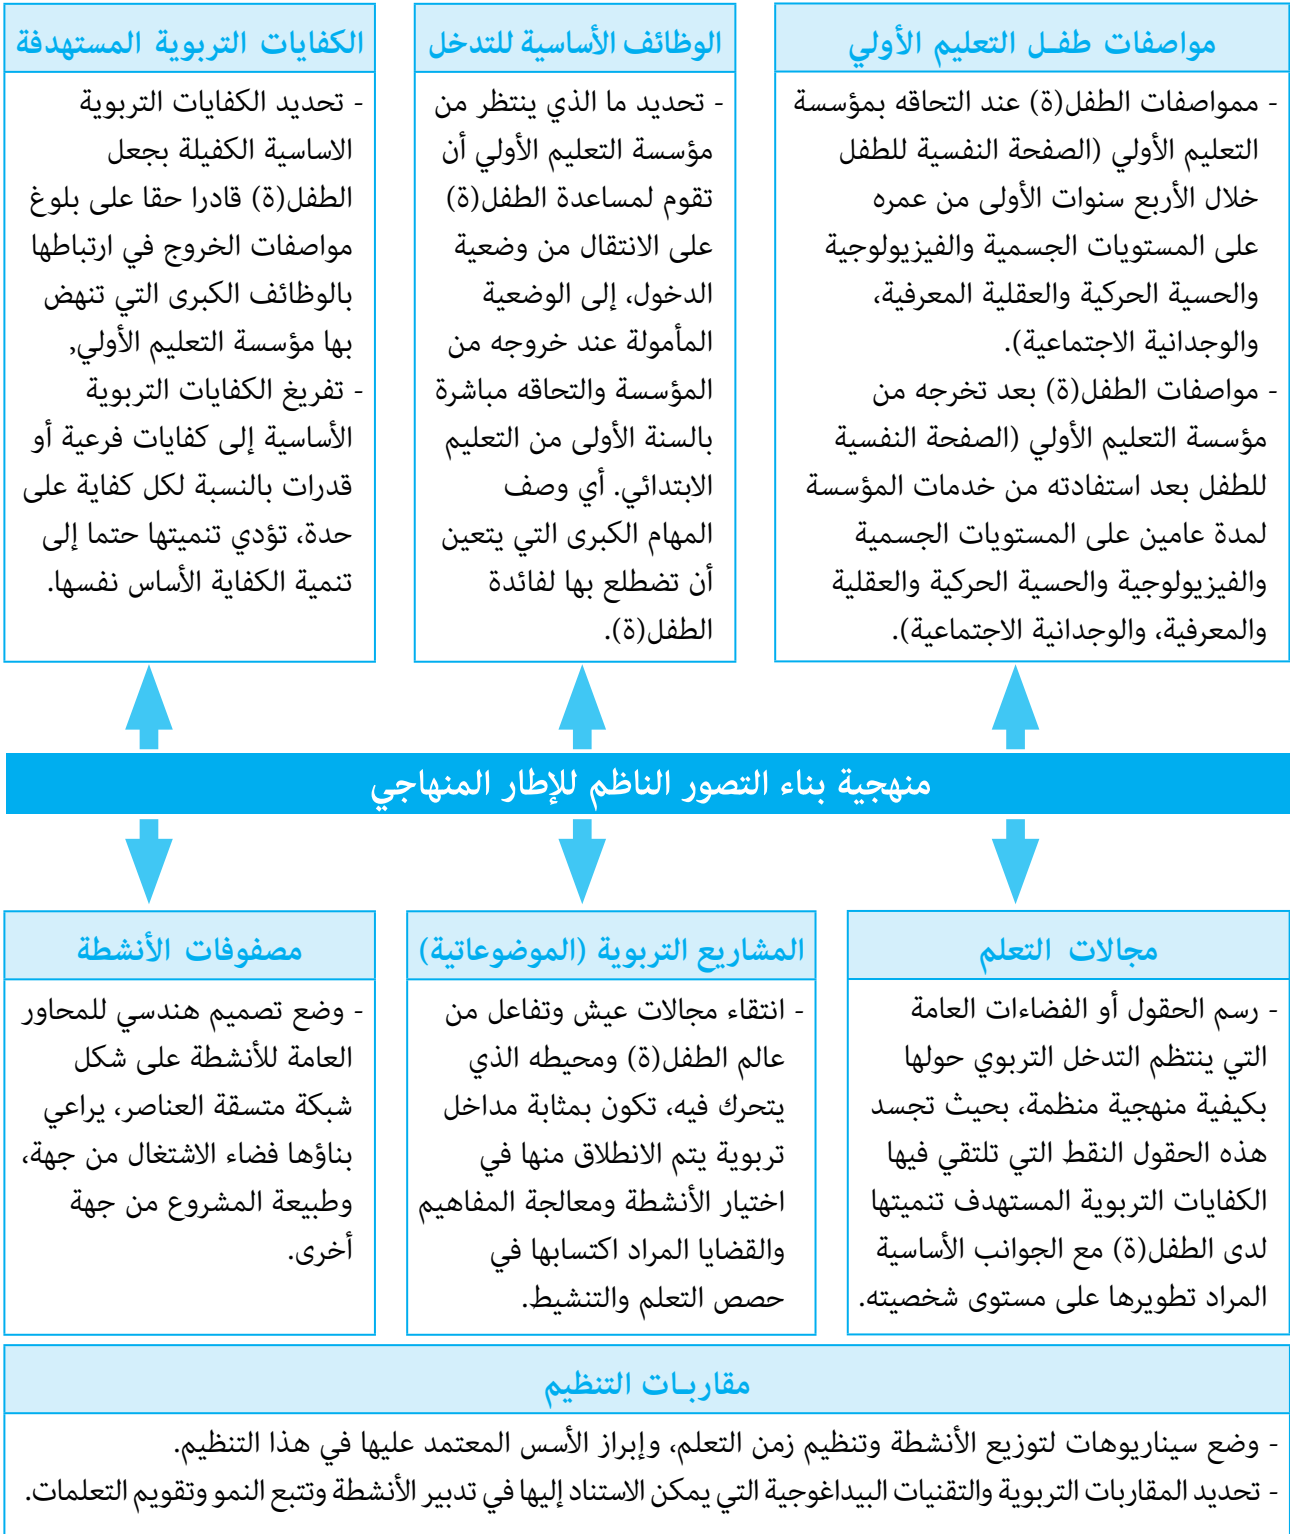 مواصفات طفـل التعليم الأولي
- ممواصفات الطفل(ة) عند التحاقه بمؤسسة
التعليم الأولي (الصفحة النفسية للطفل
خلال الأربع سنوات الأولى من عمره
على المستويات الجسمية والفيزيولوجية
والحسية الحركية والعقلية المعرفية،
والوجدانية الاجتماعية).
- مواصفات الطفل(ة) بعد تخرجه من
مؤسسة التعليم الأولي (الصفحة النفسية
للطفل بعد استفادته من خدمات المؤسسة
لمدة عامين على المستويات الجسمية
والفيزيولوجية والحسية الحركية والعقلية
والمعرفية، والوجدانية الاجتماعية).
الوظائف الأساسية للتدخل
- تحديد ما الذي ينتظر من
مؤسسة التعليم الأولي أن
تقوم لمساعدة الطفل(ة)
على الانتقال من وضعية
الدخول، إلى الوضعية
المأمولة عند خروجه من
المؤسسة والتحاقه مباشرة
بالسنة الأولى من التعليم
الابتدائي. أي وصف
المهام الكبرى التي يتعين
أن تضطلع بها لفائدة
الطفل(ة).
الكفايات التربوية المستهدفة
- تحديد الكفايات التربوية
الاساسية الكفيلة بجعل
الطفل(ة) قادرا حقا على بلوغ
مواصفات الخروج في ارتباطها
بالوظائف الكبرى التي تنهض
بها مؤسسة التعليم الأولي,
- تفريغ الكفايات التربوية
الأساسية إلى كفايات فرعية أو
قدرات بالنسبة لكل كفاية على
حدة، تؤدي تنميتها حتما إلى
تنمية الكفاية الأساس نفسها.
منهجية بناء التصور الناظم للإطار المنهاجي
مجالات التعلم
- رسم الحقول أو الفضاءات العامة
التي ينتظم التدخل التربوي حولها
بكيفية منهجية منظمة، بحيث تجسد
هذه الحقول النقط التي تلتقي فيها
الكفايات التربوية المستهدف تنميتها
لدى الطفل(ة) مع الجوانب الأساسية
المراد تطويرها على مستوى شخصيته.
المشاريع التربوية (الموضوعاتية)
- انتقاء مجالات عيش وتفاعل من
عالم الطفل(ة) ومحيطه الذي
يتحرك فيه، تكون بمثابة مداخل
تربوية يتم الانطلاق منها في
اختيار الأنشطة ومعالجة المفاهيم
والقضايا المراد اكتسابها في
حصص التعلم والتنشيط.
مصفوفات الأنشطة
- وضع تصميم هندسي للمحاور
العامة للأنشطة على شكل
شبكة متسقة العناصر، يراعي
بناؤها فضاء الاشتغال من جهة،
وطبيعة المشروع من جهة
أخرى.
مقاربـات التنظيم
- وضع سيناريوهات لتوزيع الأنشطة وتنظيم زمن التعلم، وإبراز الأسس المعتمد عليها في هذا التنظيم.
- تحديد المقاربات التربوية والتقنيات البيداغوجية التي يمكن الاستناد إليها في تدبير الأنشطة وتتبع النمو وتقويم التعلمات.